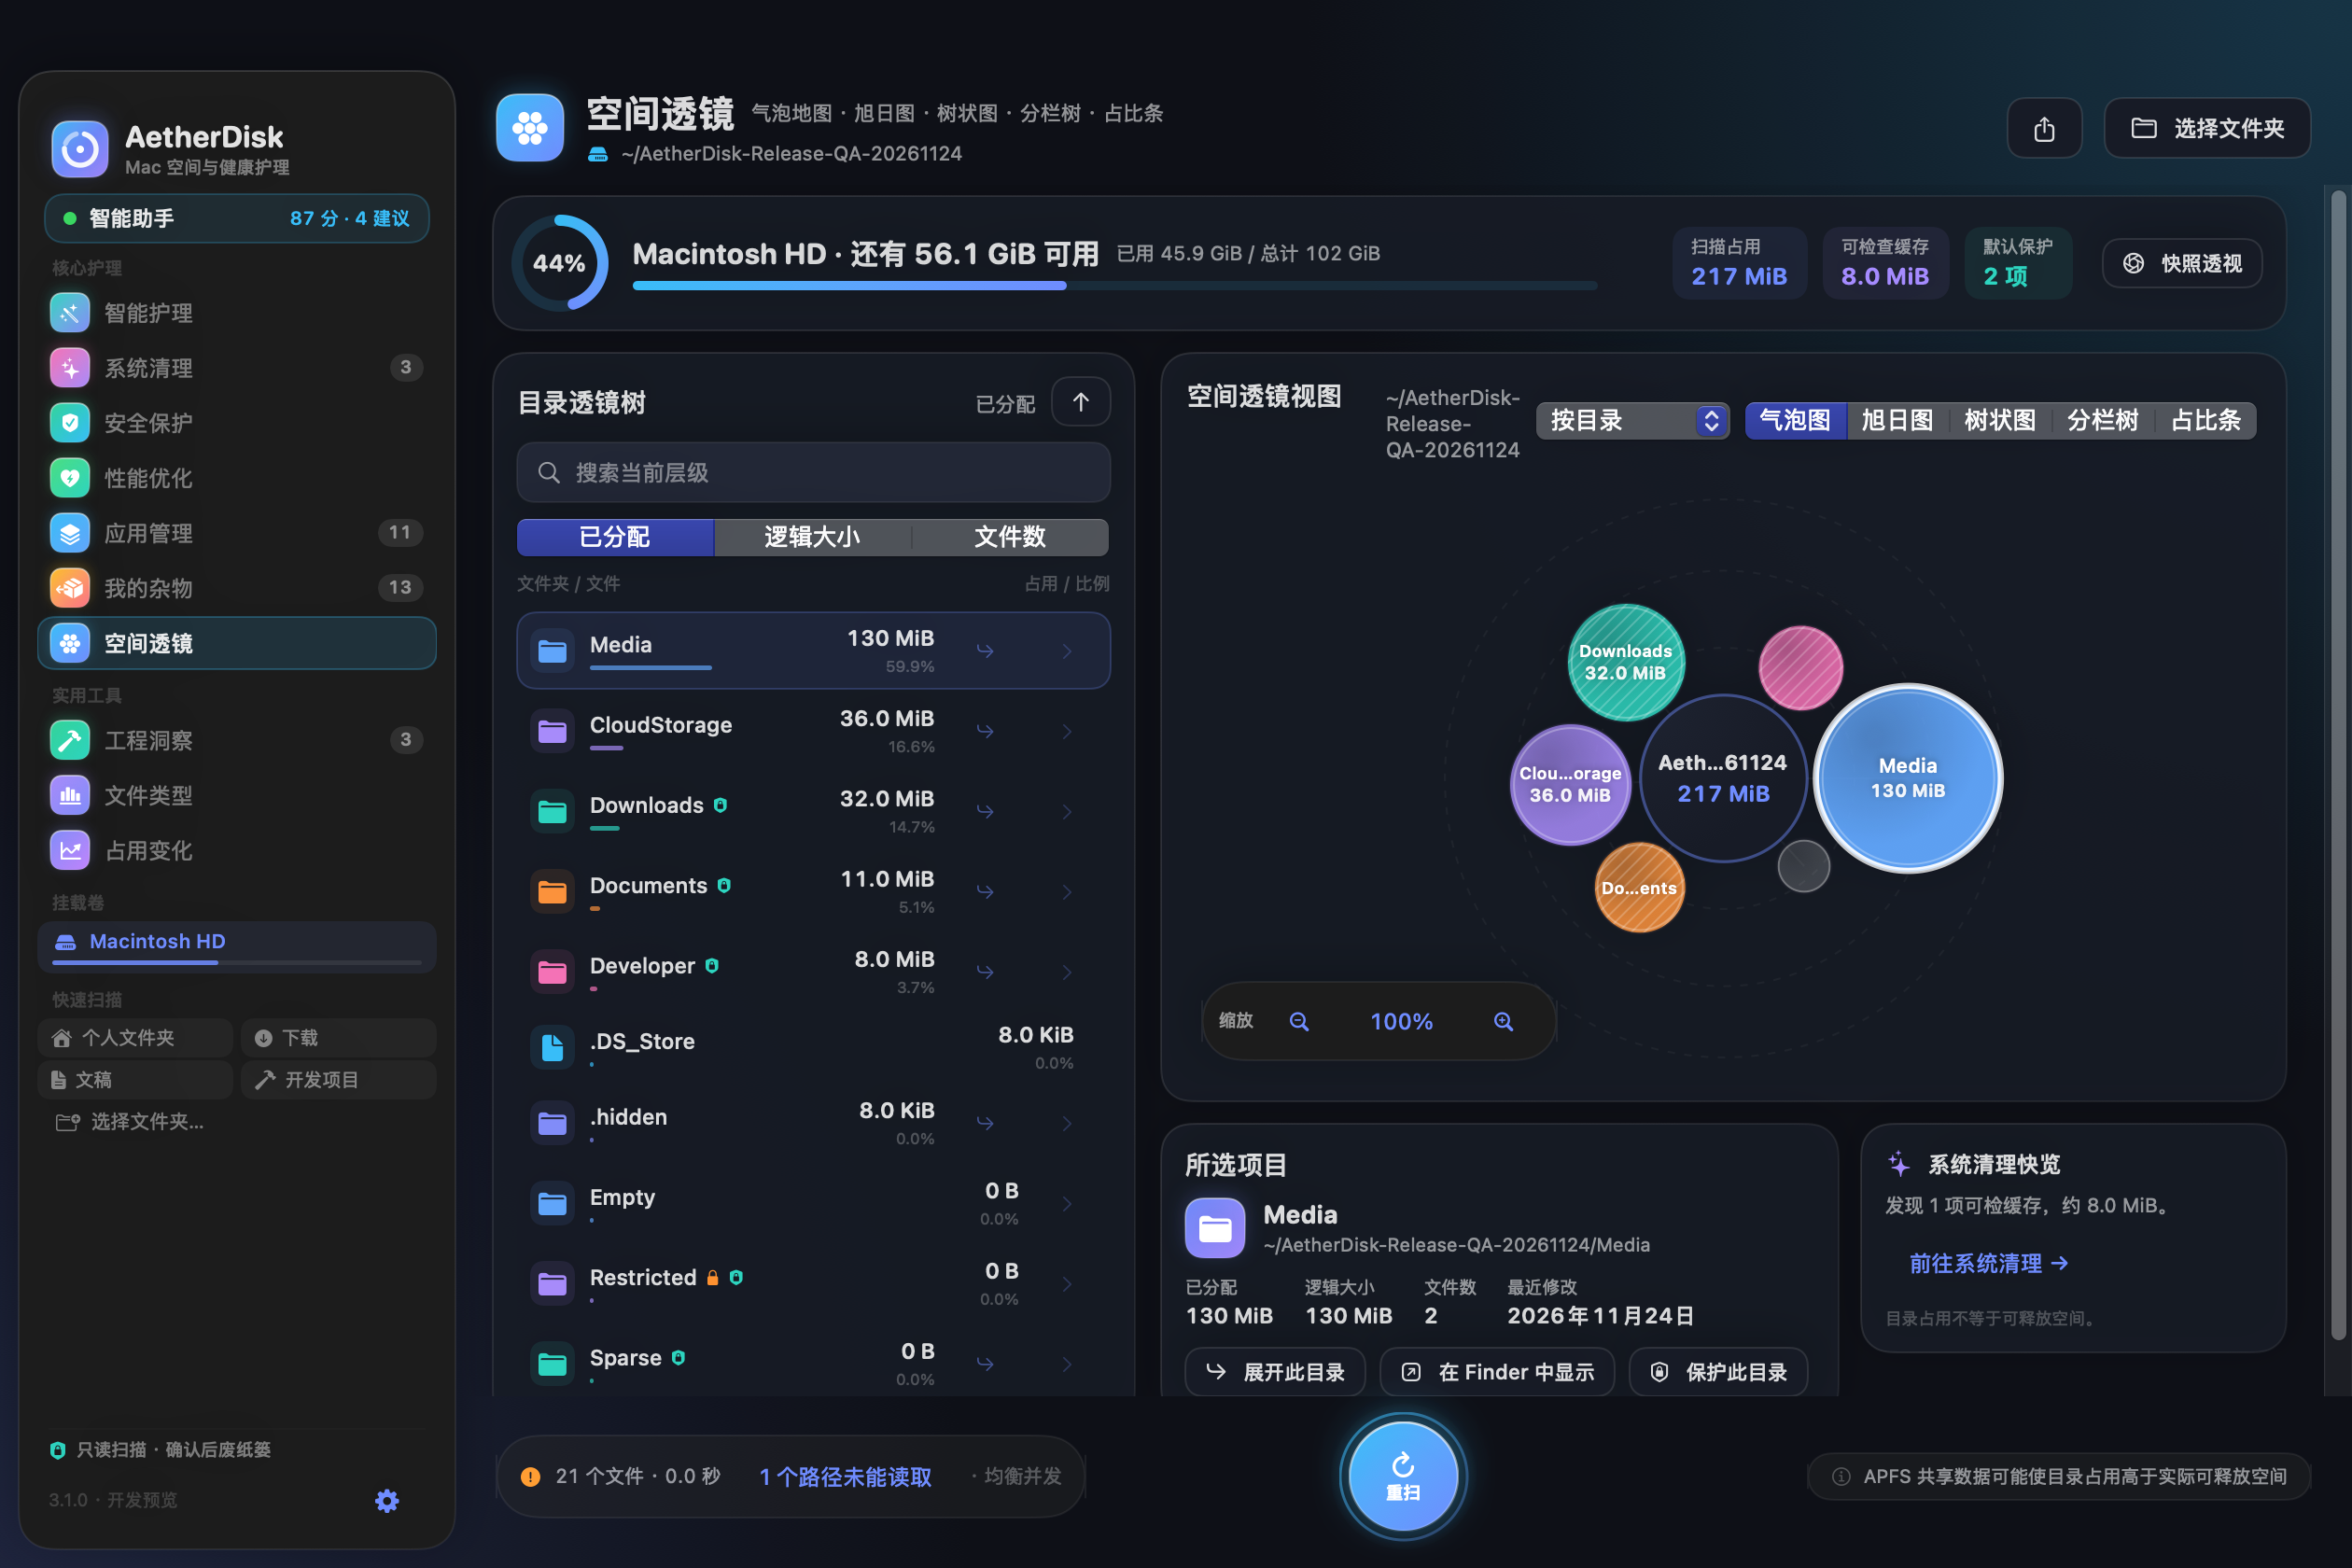 AetherDisk
Mac 空间与健康护理
智能助手 87 分 · 4 建议
核心护理
智能护理
系统清理 3
安全保护
性能优化
应用管理 11
我的杂物 13
空间透镜
实用工具
工程洞察 3
文件类型
占用变化
挂载卷
Macintosh HD
快速扫描
个人文件夹 下载
文稿 开发项目
选择文件夹...
只读扫描 · 确认后废纸篓
3.1.0 · 开发预览
空间透镜 气泡地图 · 旭日图 · 树状图 · 分栏树 · 占比条
~/AetherDisk-Release-QA-20261124
选择文件夹
44%
Macintosh HD · 还有 56.1 GiB 可用 已用 45.9 GiB / 总计 102 GiB
扫描占用
217 MiB
可检查缓存
8.0 MiB
默认保护
2 项
快照透视
目录透镜树 已分配
搜索当前层级
已分配 逻辑大小 文件数
文件夹 / 文件 占用 / 比例
Media 130 MiB
59.9%
CloudStorage 36.0 MiB
16.6%
Downloads 32.0 MiB
14.7%
Documents 11.0 MiB
5.1%
Developer 8.0 MiB
3.7%
.DS_Store 8.0 KiB
0.0%
.hidden 8.0 KiB
0.0%
Empty 0 B
0.0%
Restricted 0 B
0.0%
Sparse 0 B
0.0%
空间透镜视图
~/AetherDisk-
Release-
QA-20261124
按目录
气泡图 旭日图 树状图 分栏树 占比条
Downloads
32.0 MiB
Clou...orage
36.0 MiB
Aeth...61124
217 MiB
Media
130 MiB
Do...ents
缩放 100%
所选项目
Media
~/AetherDisk-Release-QA-20261124/Media
已分配 逻辑大小 文件数 最近修改
130 MiB 130 MiB 2 2026年11月24日
展开此目录 在 Finder 中显示 保护此目录
系统清理快览
发现 1 项可检缓存，约 8.0 MiB。
前往系统清理 →
目录占用不等于可释放空间。
21 个文件 · 0.0 秒 1 个路径未能读取 · 均衡并发
重扫
APFS 共享数据可能使目录占用高于实际可释放空间